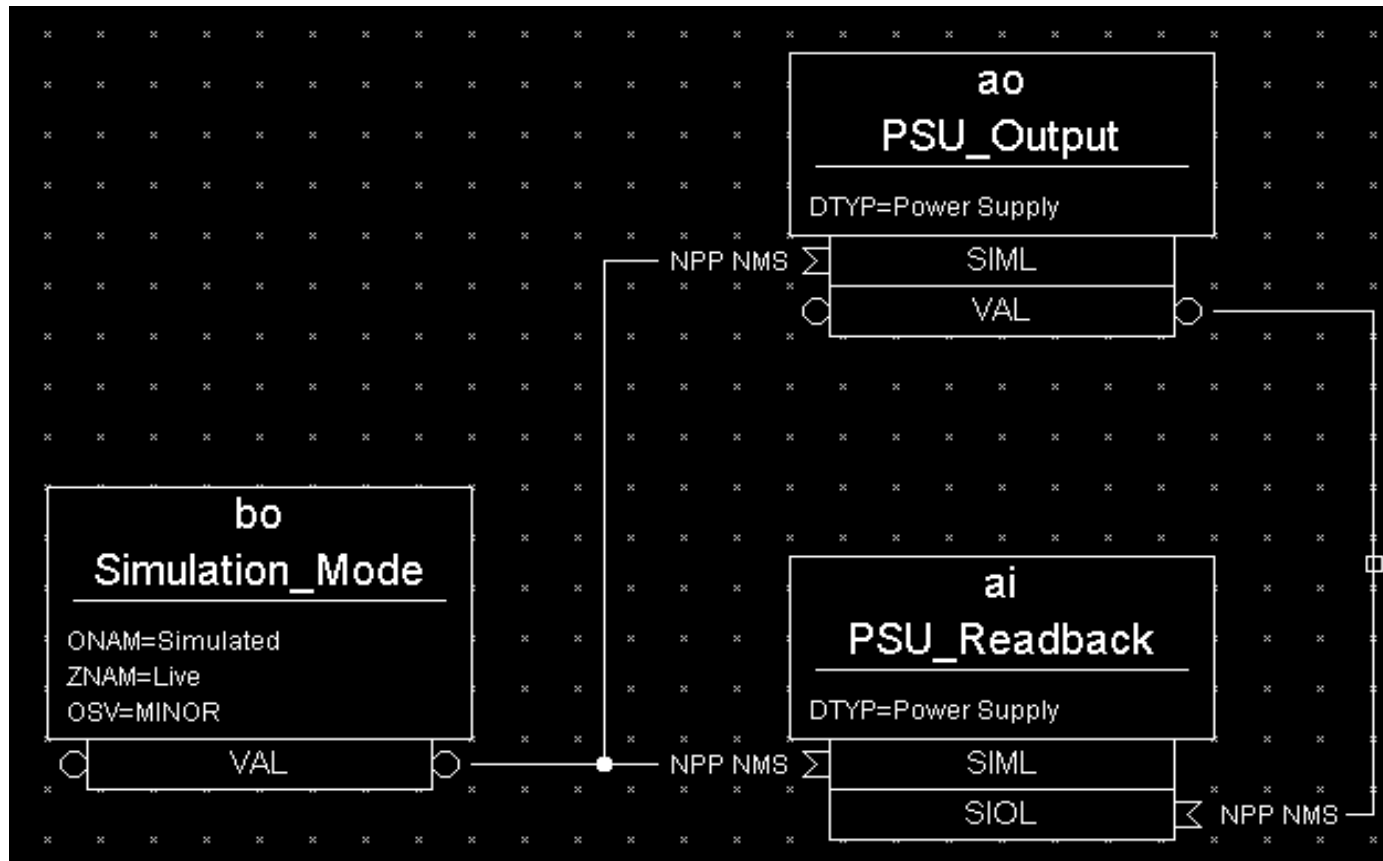 ao
PSU_Output
DTYP=Power Supply
NPP NMS
SIML
VAL
bo
Simulation_Mode
ONAM=Simulated
ZNAM=Live
OSV=MINOR
VAL
ai
PSU_Readback
DTYP=Power Supply
NPP NMS
SIML
SIOL
NPP NMS